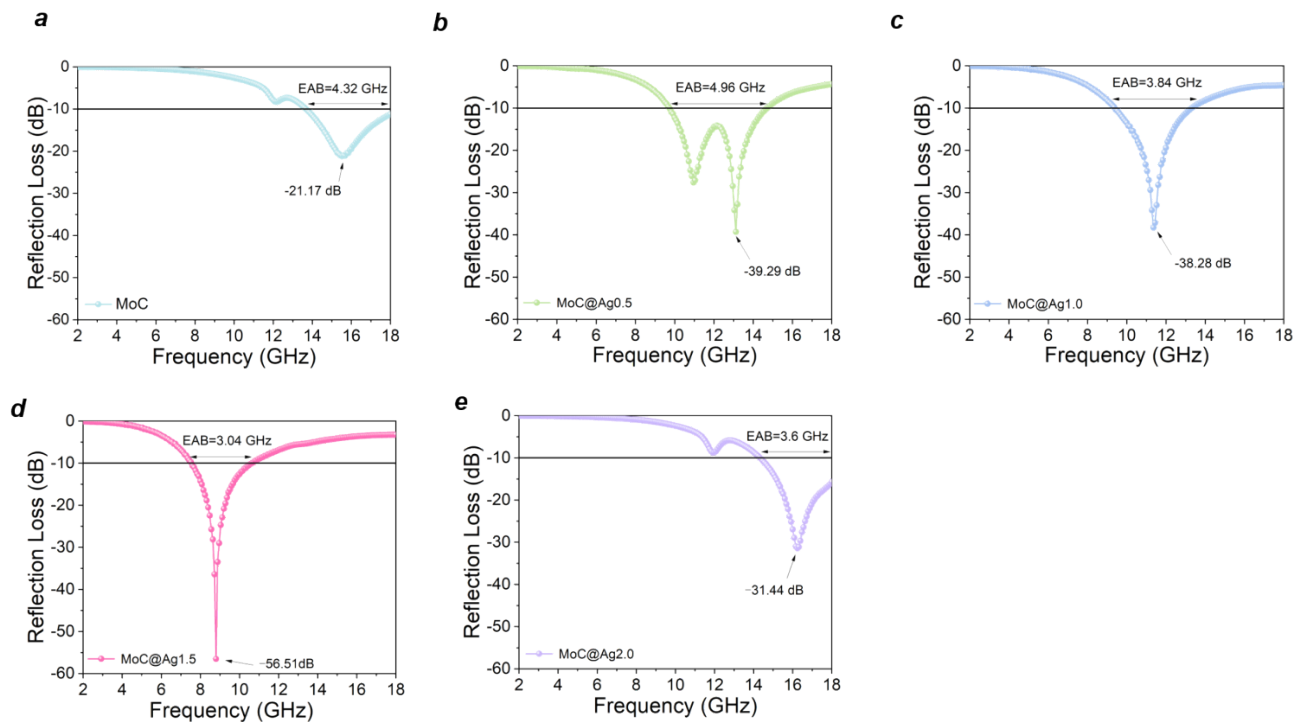 a
0
-10
-20
-30
-40
-50
-60
Reflection Loss (dB)
EAB=4.32 GHz
-21.17 dB
MoC
2 4 6 8 10 12 14 16 18
Frequency (GHz)
b
0
-10
-20
-30
-40
-50
-60
Reflection Loss (dB)
EAB=4.96 GHz
-39.29 dB
MoC@Ag0.5
2 4 6 8 10 12 14 16 18
Frequency (GHz)
c
0
-10
-20
-30
-40
-50
-60
Reflection Loss (dB)
EAB=3.84 GHz
-38.28 dB
MoC@Ag1.0
2 4 6 8 10 12 14 16 18
Frequency (GHz)
d
0
-10
-20
-30
-40
-50
-60
Reflection Loss (dB)
EAB=3.04 GHz
−56.51dB
MoC@Ag1.5
2 4 6 8 10 12 14 16 18
Frequency (GHz)
e
0
-10
-20
-30
-40
-50
-60
Reflection Loss (dB)
EAB=3.6 GHz
−31.44 dB
MoC@Ag2.0
2 4 6 8 10 12 14 16 18
Frequency (GHz)